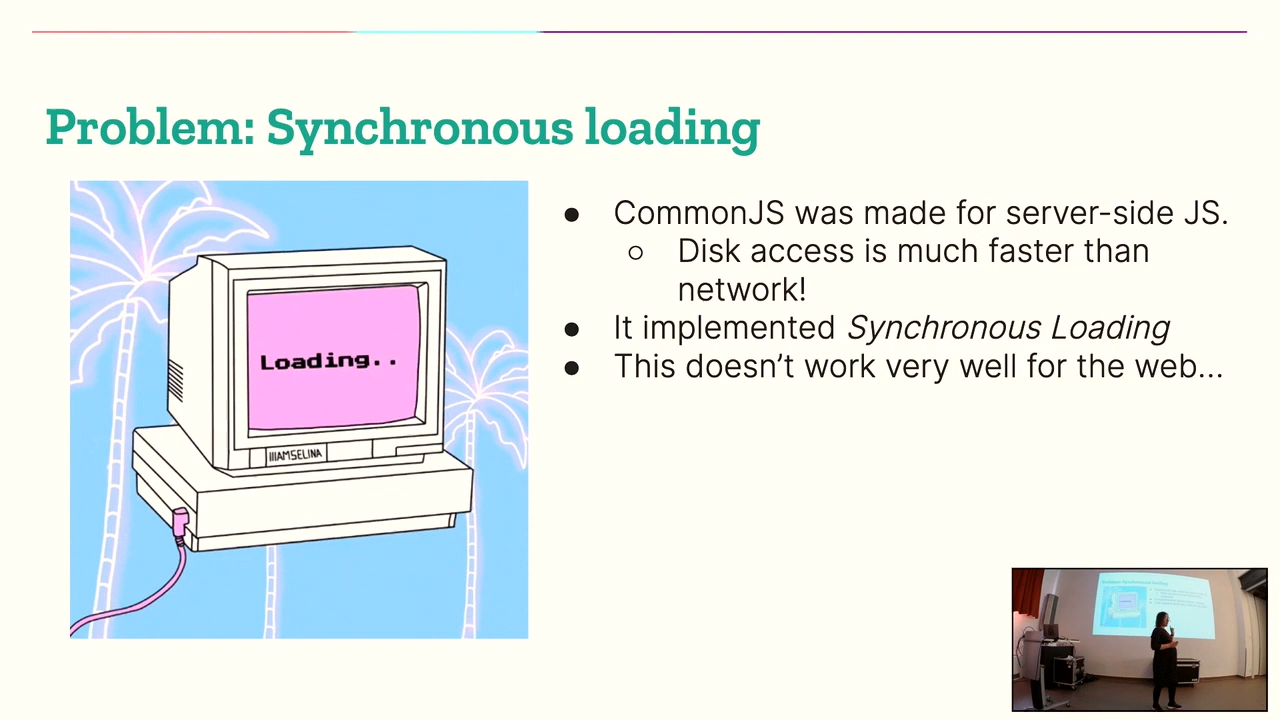 Problem: Synchronous loading
Loading..
IIIAMSELINA
● CommonJS was made for server-side JS.
○ Disk access is much faster than
network!
● It implemented Synchronous Loading
● This doesn't work very well for the web...